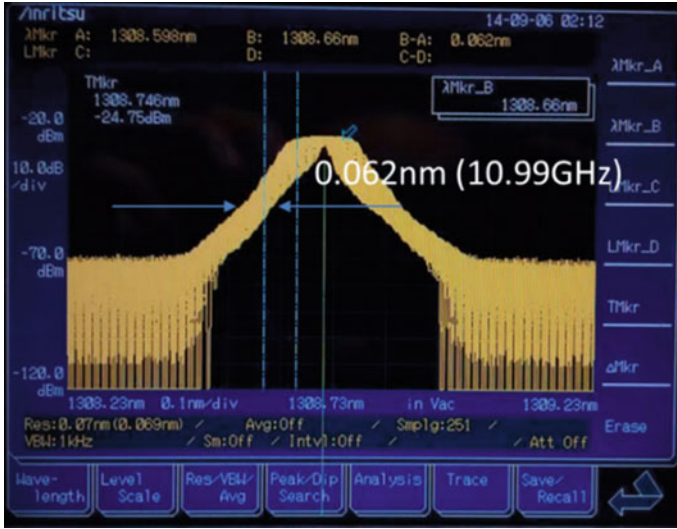 Anritsu
14-09-06 02:12
λMkr A: 1308.598nm B: 1308.66nm B-A: 0.062nm
LMkr C: D: C-D:
λMkr_A
TMkr
1308.746nm
-24.75dBm
λMkr_B
1308.66nm
-20.0
dBm
λMkr_B
10.0dB
/div
0.062nm (10.99GHz)
LMkr_C
-70.0
dBm
LMkr_D
TMkr
-120.0
dBm
ΔMkr
1308.23nm 0.1nm/div 1308.73nm in Vac 1309.23nm
Res:0.07nm(0.069nm) / Avg:Off / Smplg:251 /
VBW:1kHz / Sm:Off / Intvl:Off / / Att Off
Erase
Wave-
length
Level
Scale
Res/VBW/
Avg
Peak/Dip
Search
Analysis
Trace
Save/
Recall